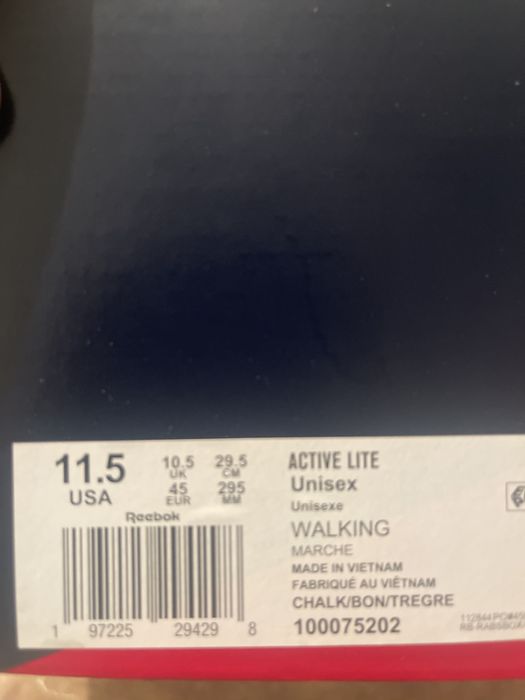 11.5
USA
10.5
UK
29.5
CM
45
EUR
295
MM
Reebok
1 97225 29429 8
ACTIVE LITE
Unisex
Unisexe
WALKING
MARCHE
MADE IN VIETNAM
FABRIQUÉ AU VIÊTNAM
CHALK/BON/TREGRE
100075202